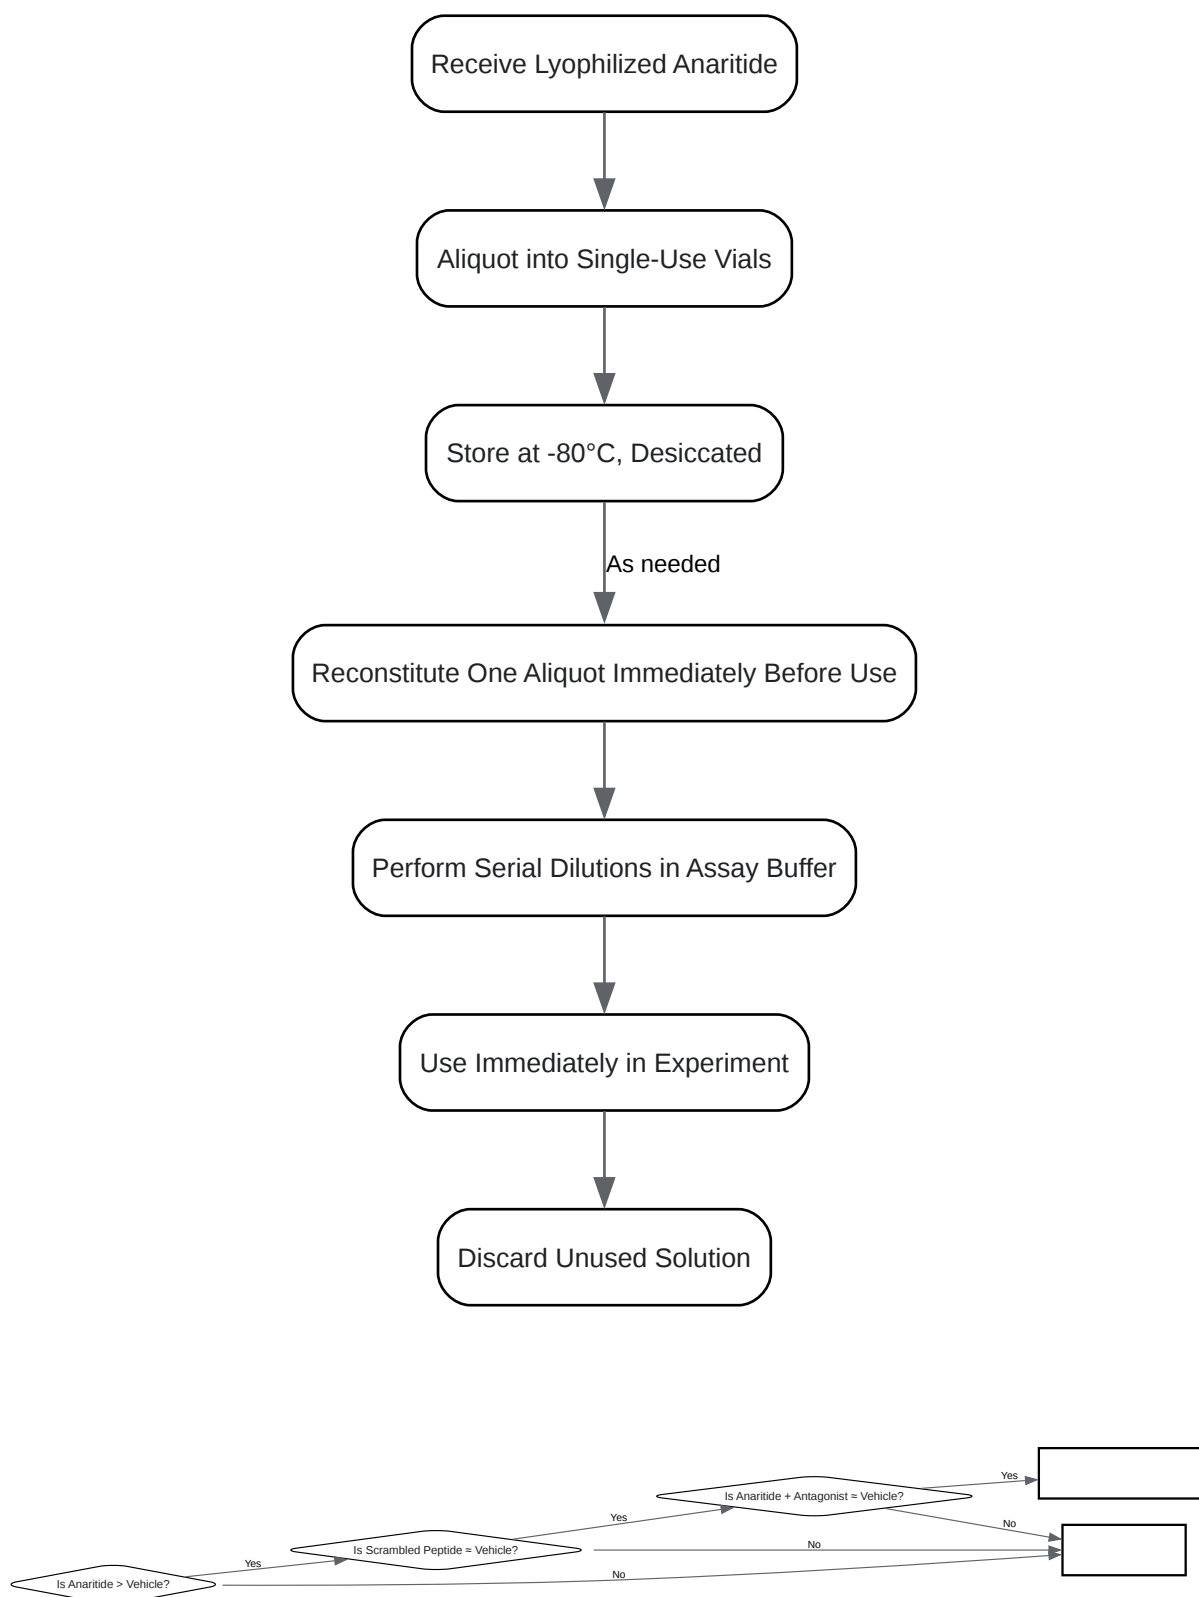 Receive Lyophilized Anaritide
Aliquot into Single-Use Vials
Store at -80°C, Desiccated
As needed
Reconstitute One Aliquot Immediately Before Use
Perform Serial Dilutions in Assay Buffer
Use Immediately in Experiment
Discard Unused Solution
Yes
Is Anaritide + Antagonist ≈ Vehicle?
Yes
No
Is Scrambled Peptide ≈ Vehicle?
No
Yes
Is Anaritide > Vehicle?
No